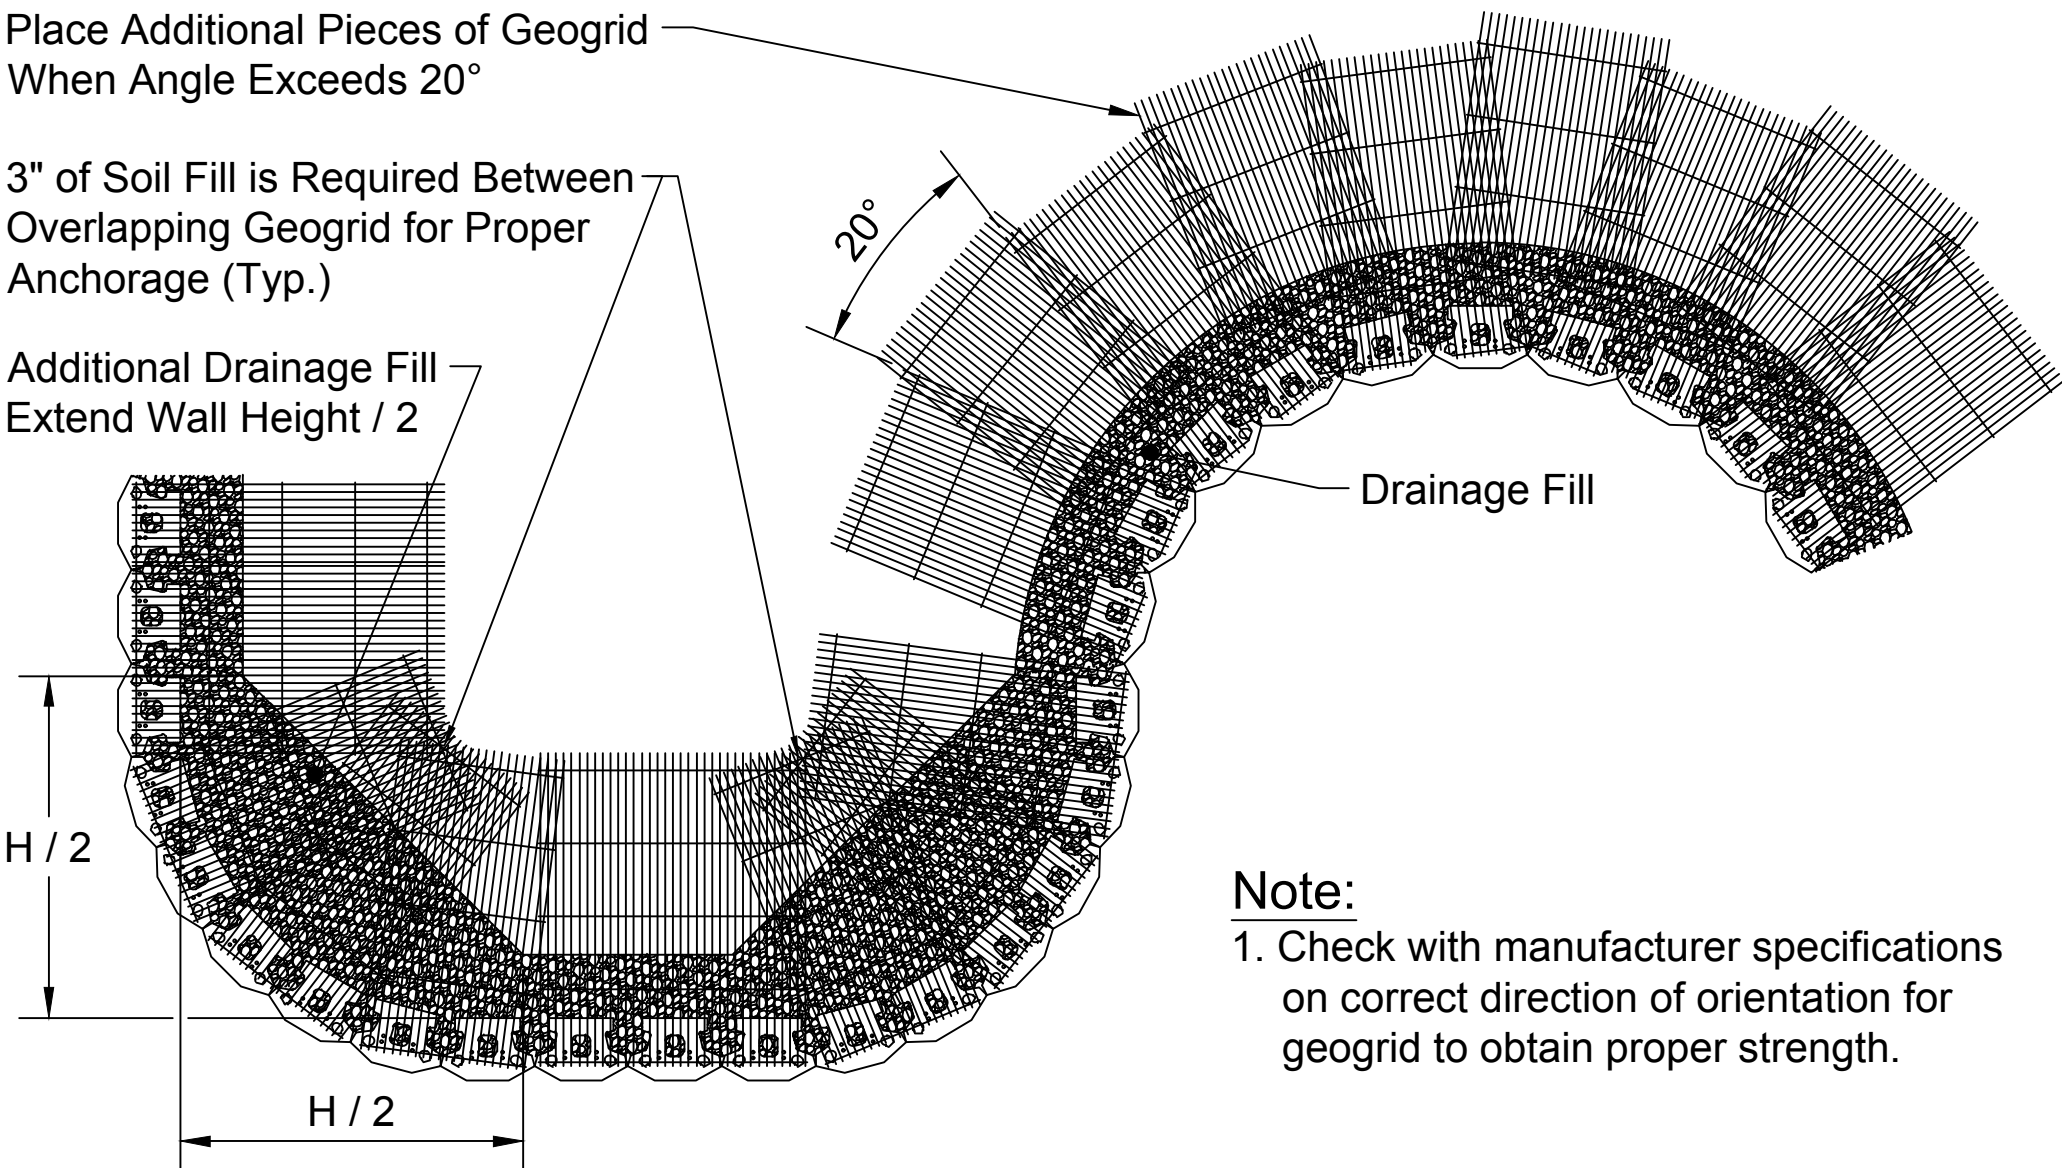 Place Additional Pieces of Geogrid
When Angle Exceeds 20°
3" of Soil Fill is Required Between
Overlapping Geogrid for Proper
Anchorage (Typ.)
Additional Drainage Fill
Extend Wall Height / 2
20°
Drainage Fill
H / 2
H / 2
Note:
1. Check with manufacturer specifications
on correct direction of orientation for
geogrid to obtain proper strength.